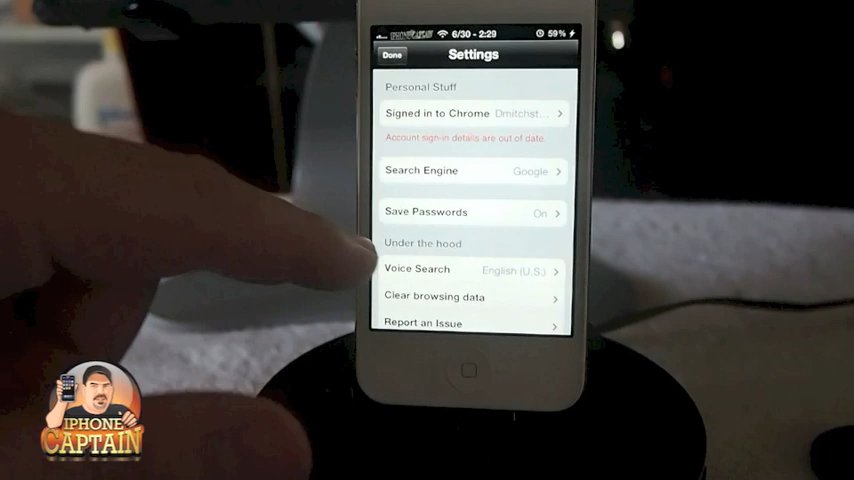 6/30 - 2:29 59%
Done Settings
Personal Stuff
Signed in to Chrome Dmitchst...
Account sign-in details are out of date.
Search Engine Google
Save Passwords On
Under the hood
Voice Search English (U.S.)
Clear browsing data
Report an Issue
IPHONE
CAPTAIN